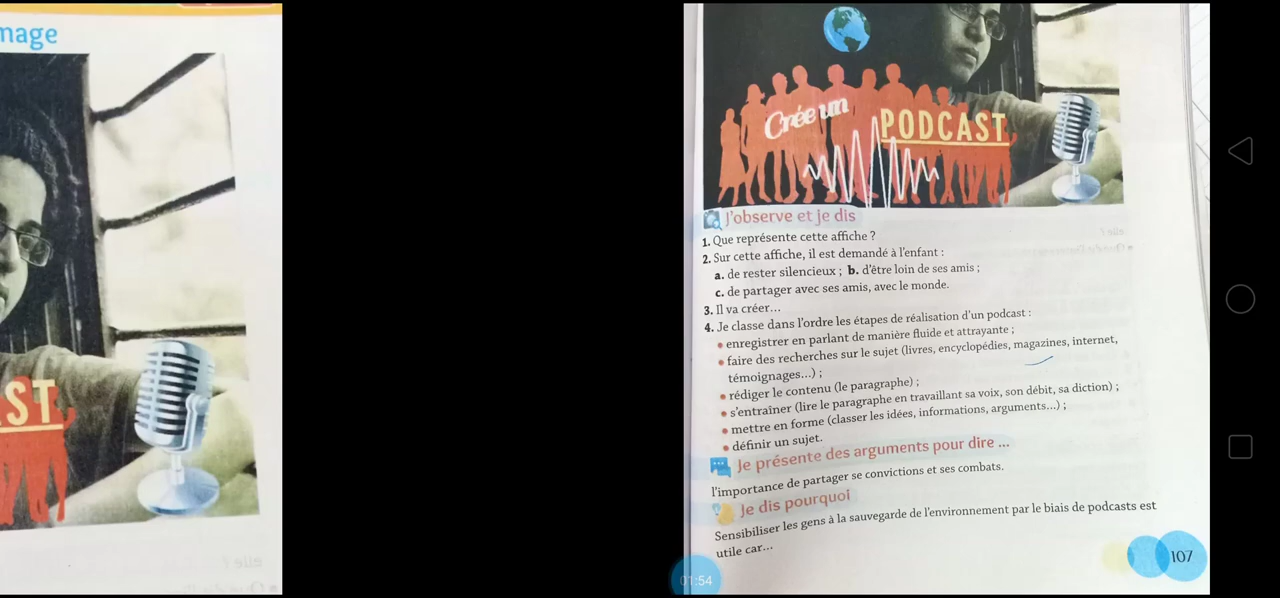 mage
ST
elle ?
Crée un
PODCAST
J'observe et je dis
1. Que représente cette affiche ?
2. Sur cette affiche, il est demandé à l'enfant :
a. de rester silencieux ; b. d'être loin de ses amis ;
c. de partager avec ses amis, avec le monde.
3. Il va créer...
4. Je classe dans l'ordre les étapes de réalisation d'un podcast :
• enregistrer en parlant de manière fluide et attrayante ;
• faire des recherches sur le sujet (livres, encyclopédies, magazines, internet,
témoignages...) ;
• rédiger le contenu (le paragraphe) ;
• s'entraîner (lire le paragraphe en travaillant sa voix, son débit, sa diction) ;
• mettre en forme (classer les idées, informations, arguments...) ;
• définir un sujet.
Je présente des arguments pour dire ...
l'importance de partager se convictions et ses combats.
Je dis pourquoi
Sensibiliser les gens à la sauvegarde de l'environnement par le biais de podcasts est
utile car...
107
01:54